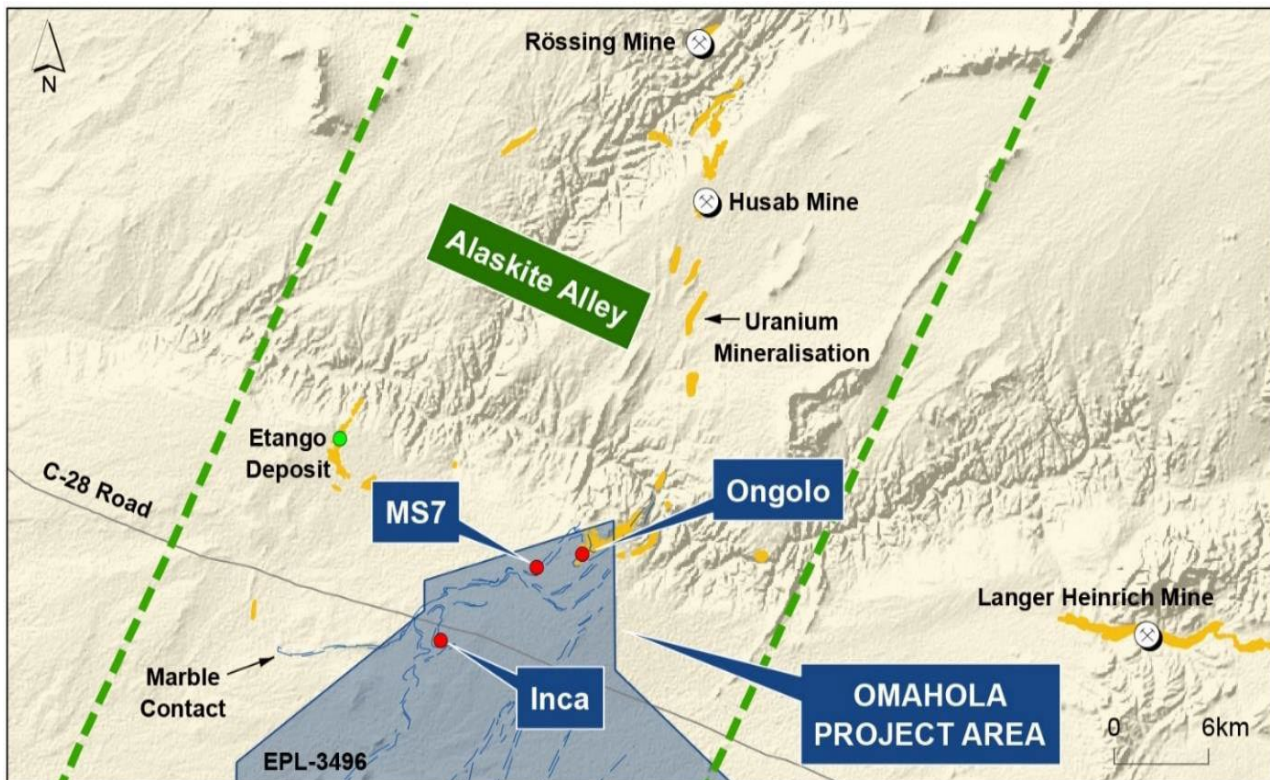 Rössing Mine
N
Husab Mine
Alaskite Alley
Uranium
Mineralisation
Etango
Deposit
C-28 Road
MS7
Ongolo
Langer Heinrich Mine
Marble
Contact
Inca
OMAHOLA
PROJECT AREA
0 6km
EPL-3496